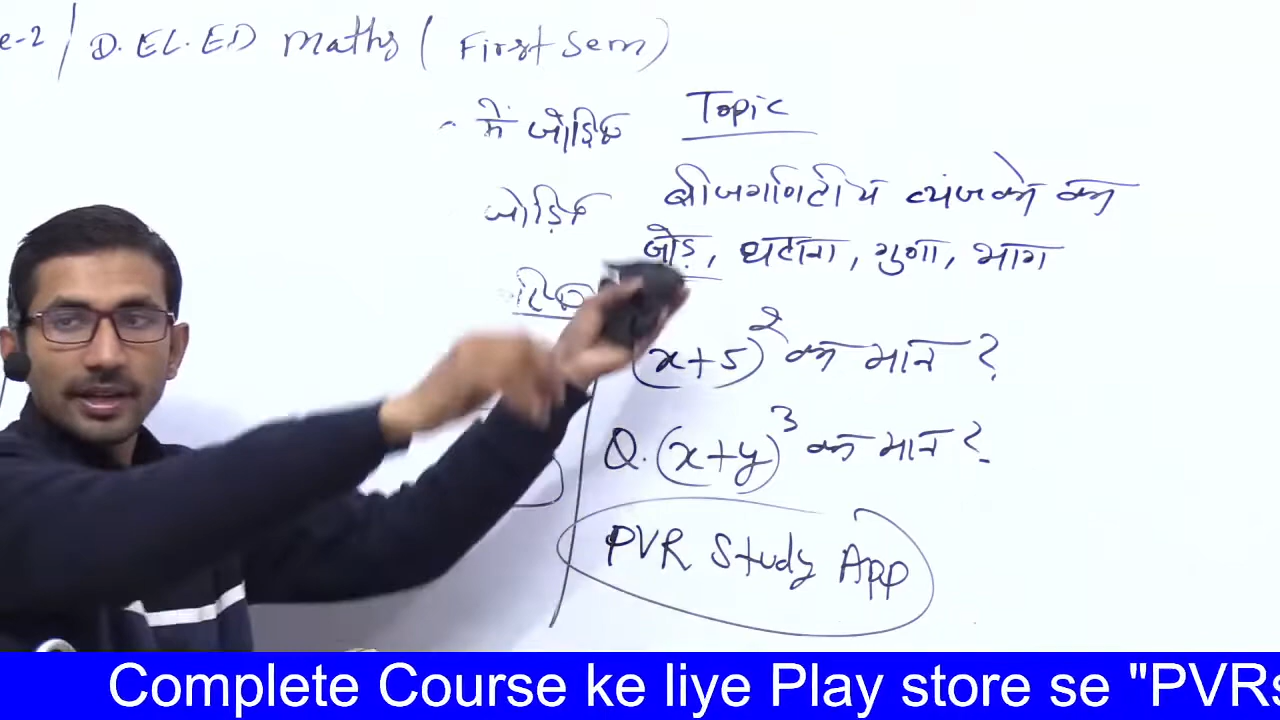 e-2 / D.EL.ED Maths ( First Sem )
में जोड़िए
जोड़िए
Topic
बीजगणितीय व्यंजको का
जोड़, घटाना, गुणा, भाग
(x+5)² का मान ?
Q. (x+y)³ का मान ?
PVR Study App
Complete Course ke liye Play store se "PVRs